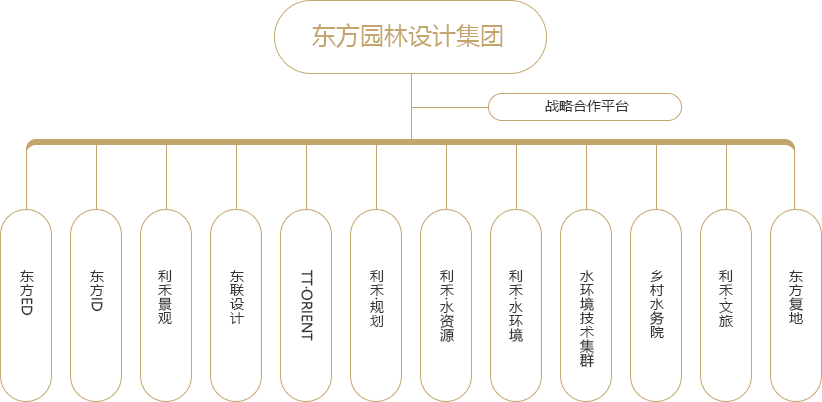 东方园林设计集团
战略合作平台
东方ED
东方ID
利禾景观
东联设计
TT·ORIENT
利禾·规划
利禾·水资源
利禾·水环境
水环境技术集群
乡村水务院
利禾·文旅
东方复地